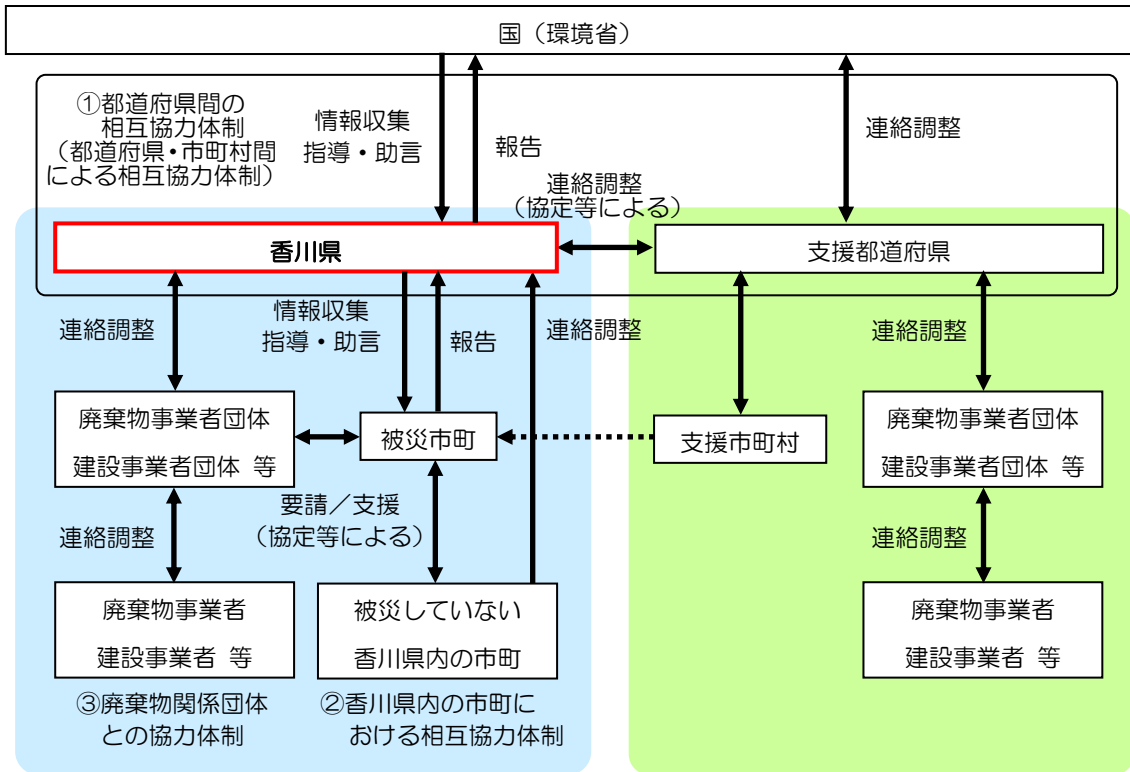 国（環境省）
①都道府県間の
相互協力体制
（都道府県・市町村間
による相互協力体制）
情報収集
指導・助言
報告
連絡調整
連絡調整
（協定等による）
香川県
支援都道府県
連絡調整
情報収集
指導・助言
報告
連絡調整
連絡調整
廃棄物事業者団体
建設事業者団体 等
被災市町
支援市町村
廃棄物事業者団体
建設事業者団体 等
連絡調整
要請／支援
（協定等による）
連絡調整
廃棄物事業者
建設事業者 等
被災していない
香川県内の市町
廃棄物事業者
建設事業者 等
③廃棄物関係団体
との協力体制
②香川県内の市町に
おける相互協力体制